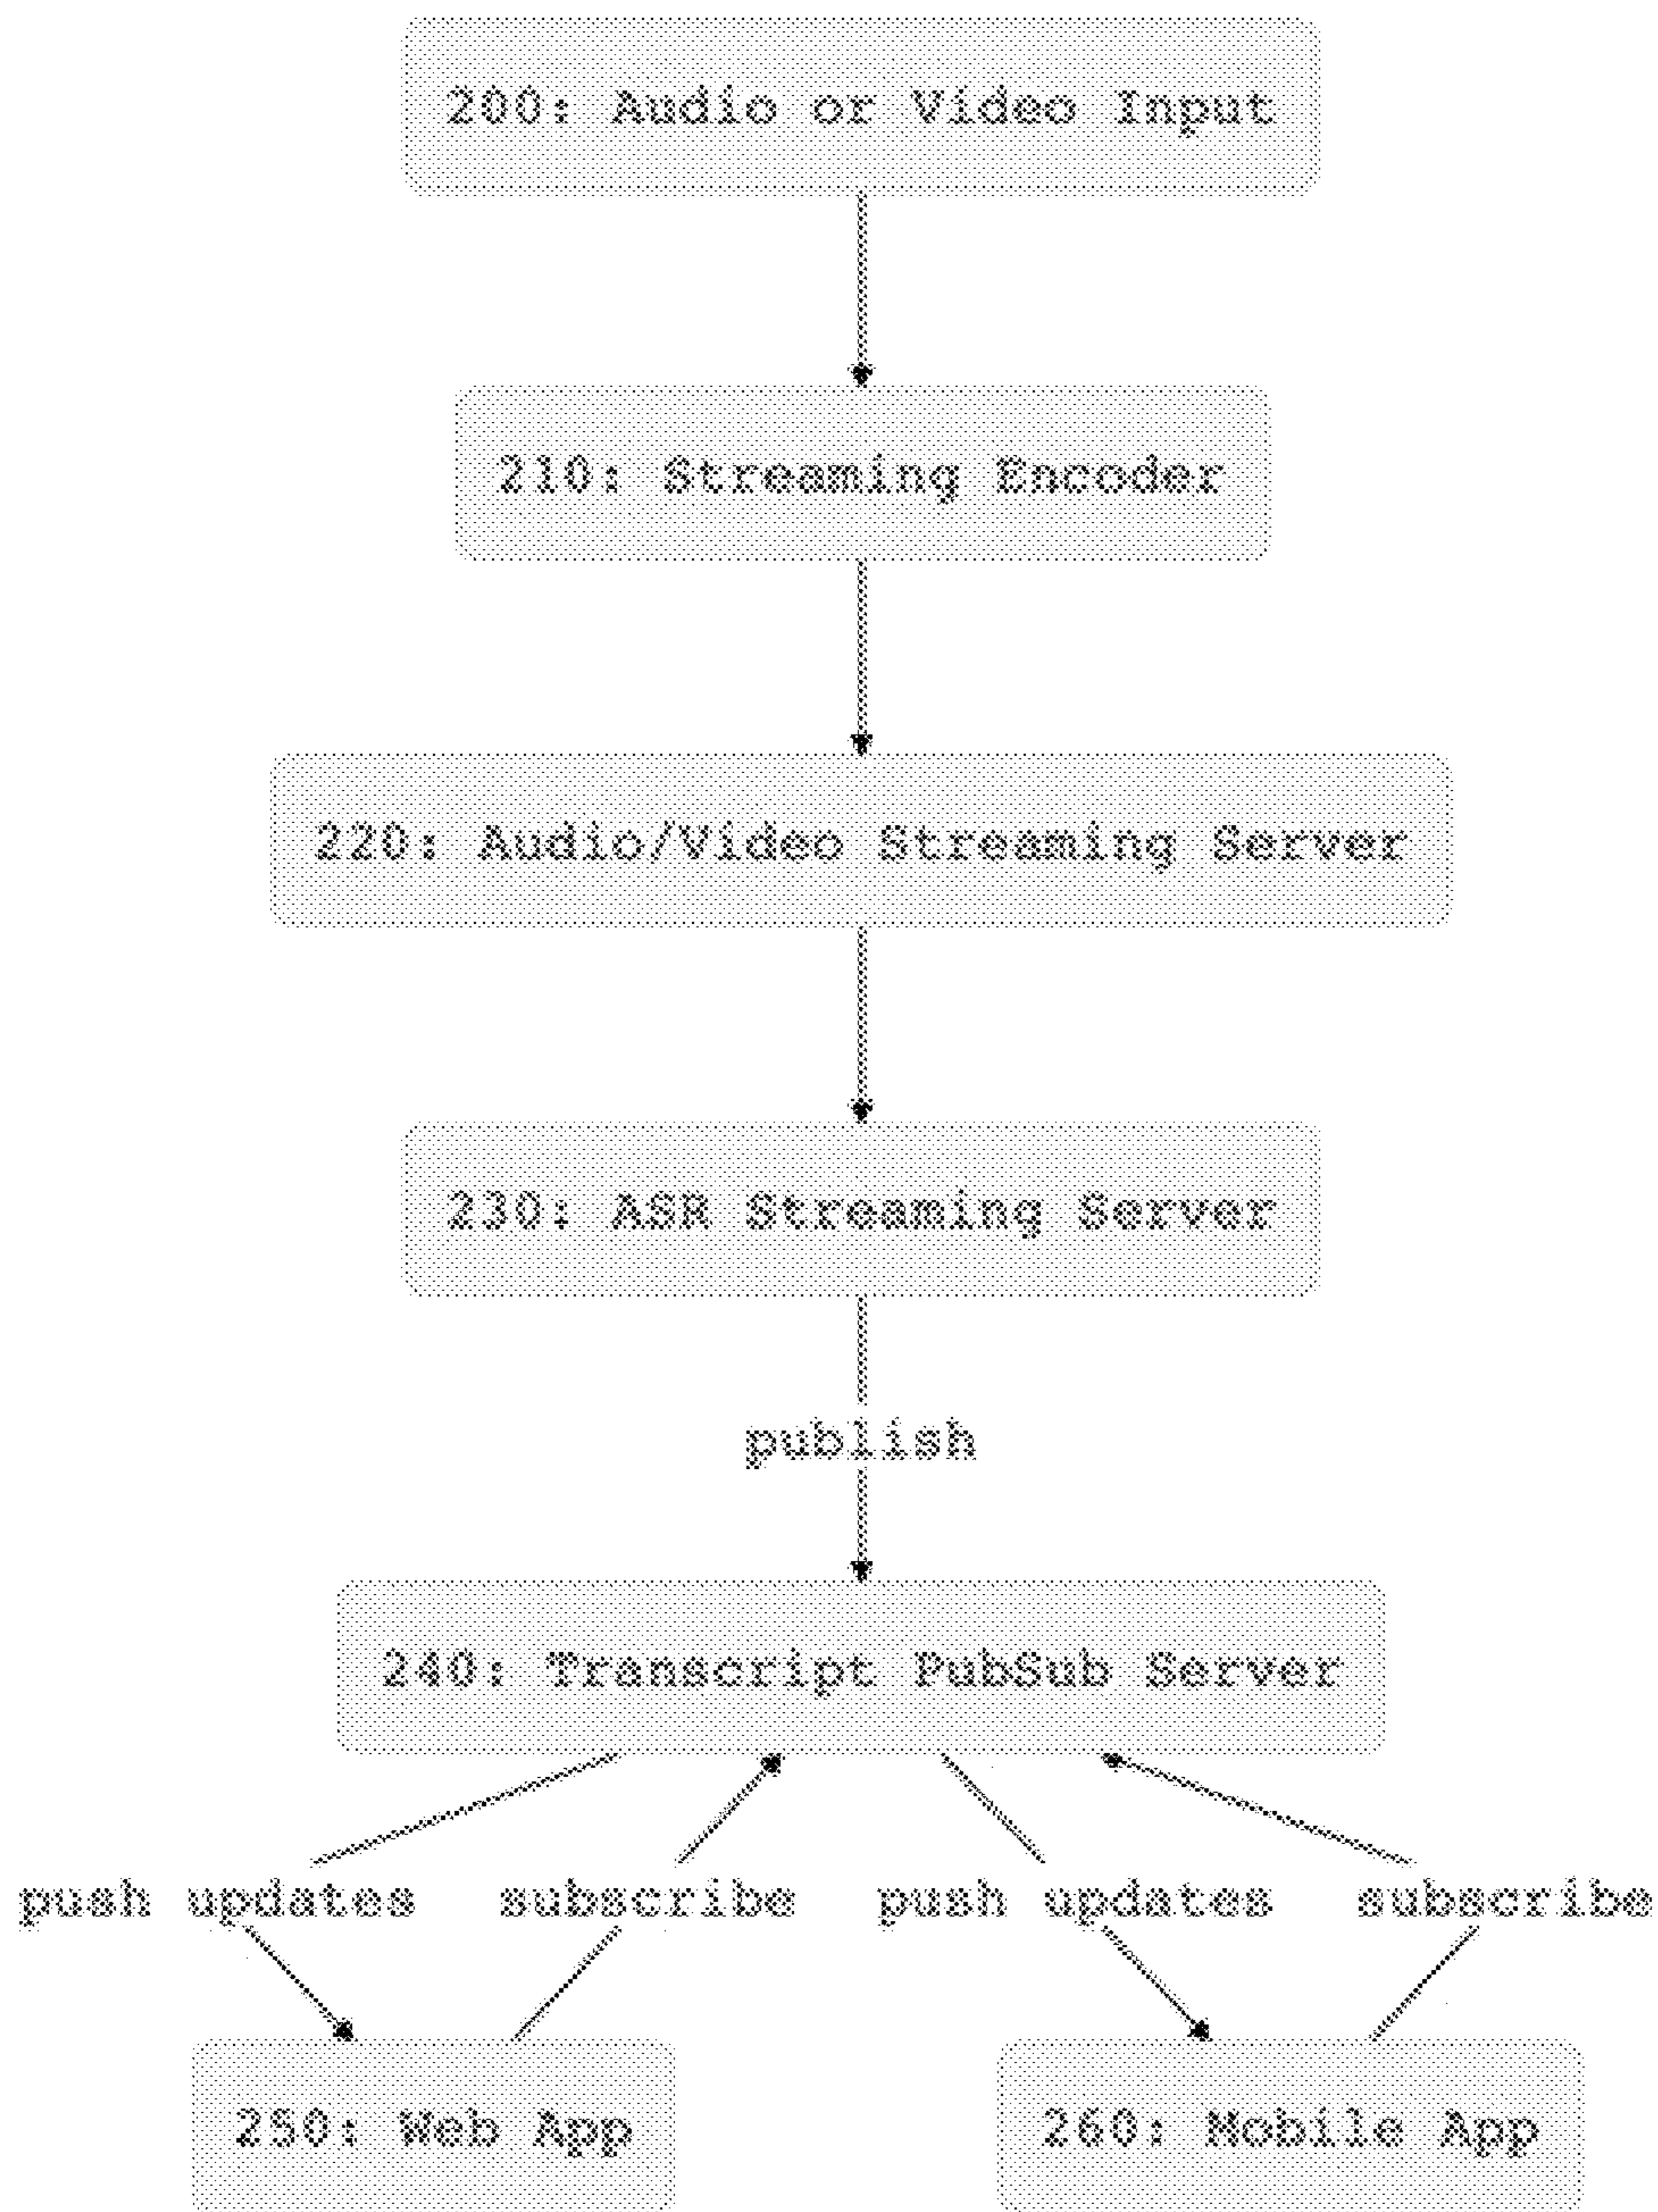 200: Audio or Video Input
210: Streaming Encoder
220: Audio/Video Streaming Server
230: ASR Streaming Server
publish
240: Transcript PubSub Server
push updates subscribe push updates subscribe
250: Web App 260: Mobile App